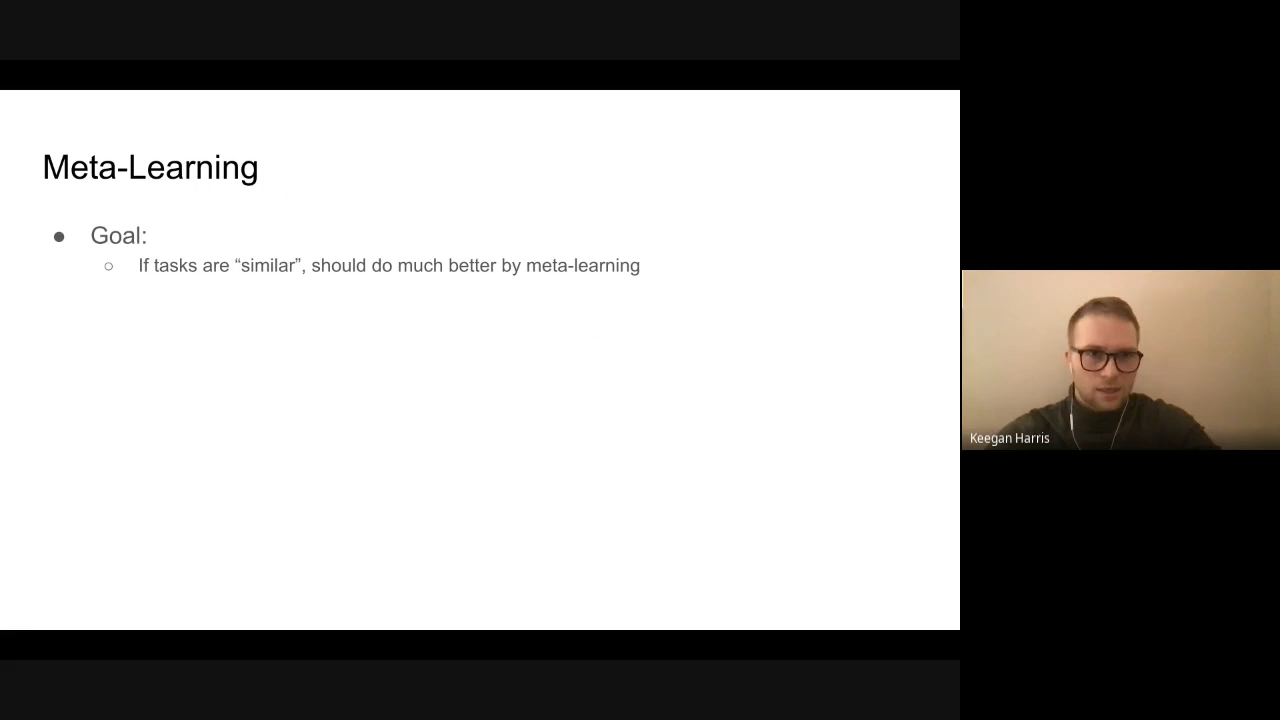 Meta-Learning
● Goal:
○ If tasks are “similar”, should do much better by meta-learning
Keegan Harris